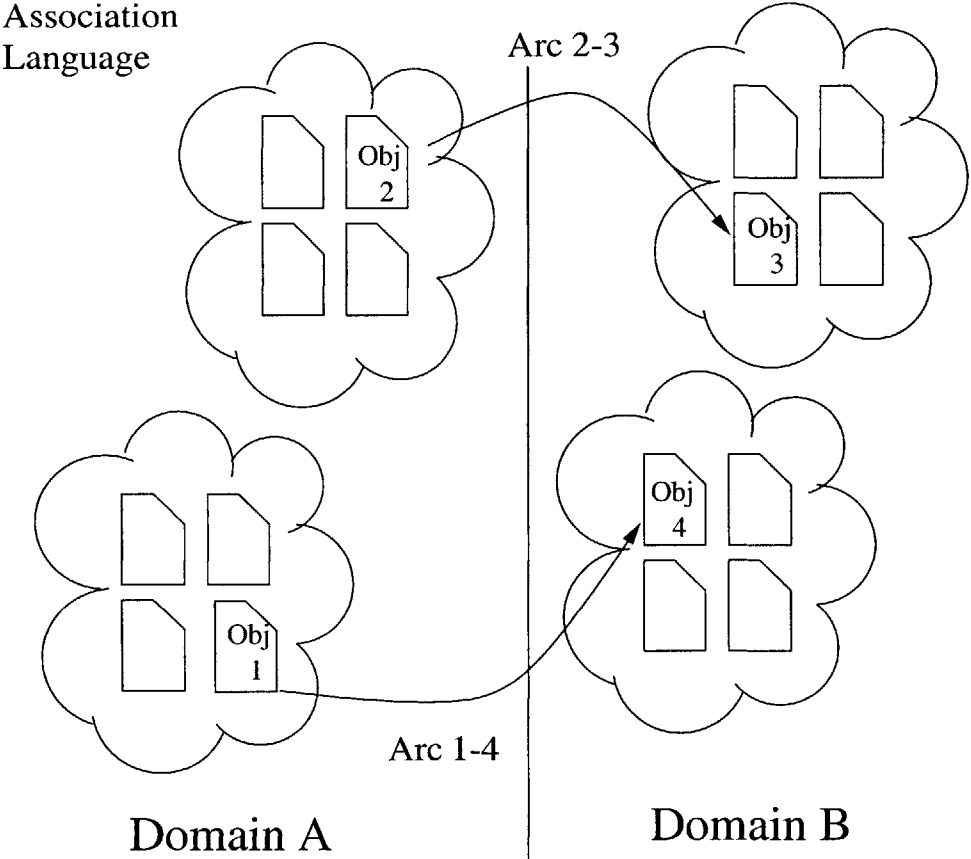 Association
Language
Arc 2-3
Obj
2
Obj
3
Obj
4
Obj
1
Arc 1-4
Domain A
Domain B